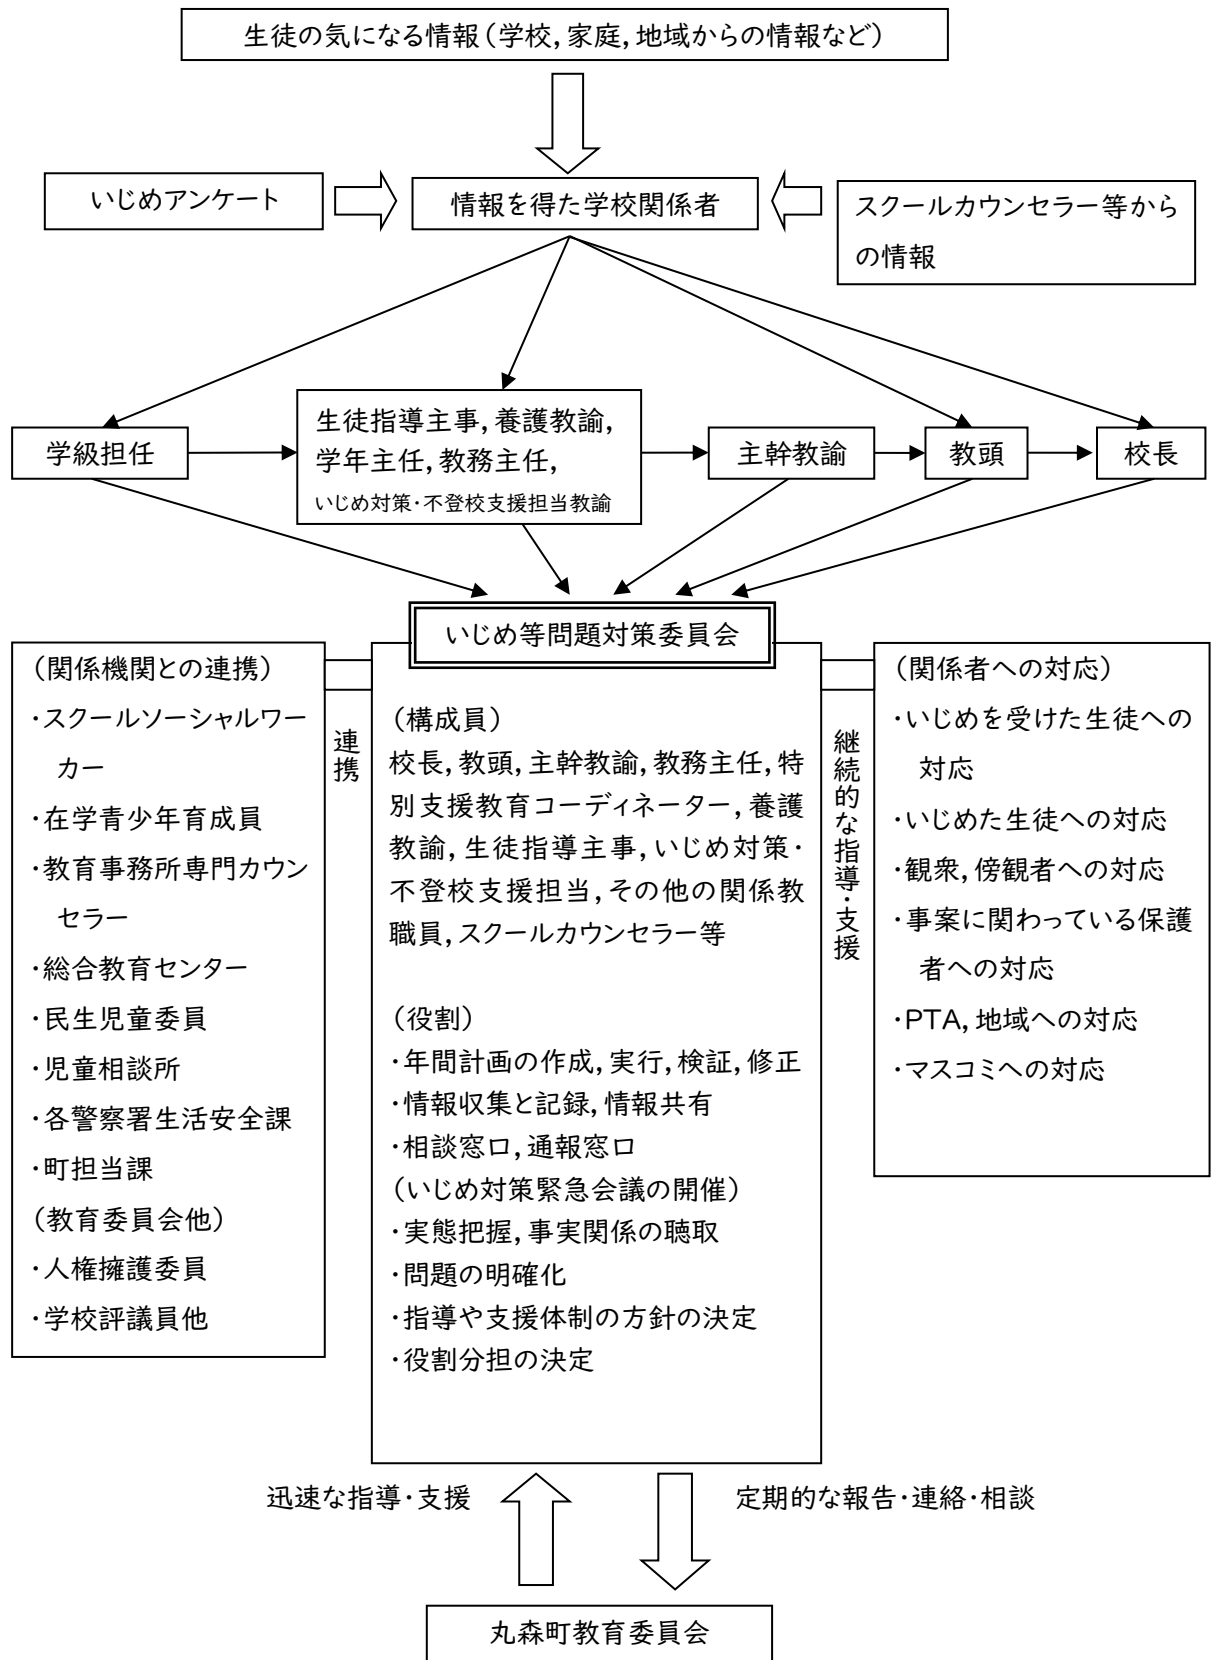 生徒の気になる情報(学校,家庭,地域からの情報など)
いじめアンケート
情報を得た学校関係者
スクールカウンセラー等から
の情報
学級担任
生徒指導主事,養護教諭,
学年主任,教務主任,
いじめ対策・不登校支援担当教諭
主幹教諭
教頭
校長
いじめ等問題対策委員会
(関係機関との連携)
・スクールソーシャルワー
カー
・在学青少年育成員
・教育事務所専門カウン
セラー
・総合教育センター
・民生児童委員
・児童相談所
・各警察署生活安全課
・町担当課
(教育委員会他)
・人権擁護委員
・学校評議員他
連携
(構成員)
校長,教頭,主幹教諭,教務主任,特
別支援教育コーディネーター,養護
教諭,生徒指導主事,いじめ対策・
不登校支援担当,その他の関係教
職員,スクールカウンセラー等
(役割)
・年間計画の作成,実行,検証,修正
・情報収集と記録,情報共有
・相談窓口,通報窓口
(いじめ対策緊急会議の開催)
・実態把握,事実関係の聴取
・問題の明確化
・指導や支援体制の方針の決定
・役割分担の決定
継続的な指導・支援
(関係者への対応)
・いじめを受けた生徒への
対応
・いじめた生徒への対応
・観衆,傍観者への対応
・事案に関わっている保護
者への対応
・PTA,地域への対応
・マスコミへの対応
迅速な指導・支援
定期的な報告・連絡・相談
丸森町教育委員会